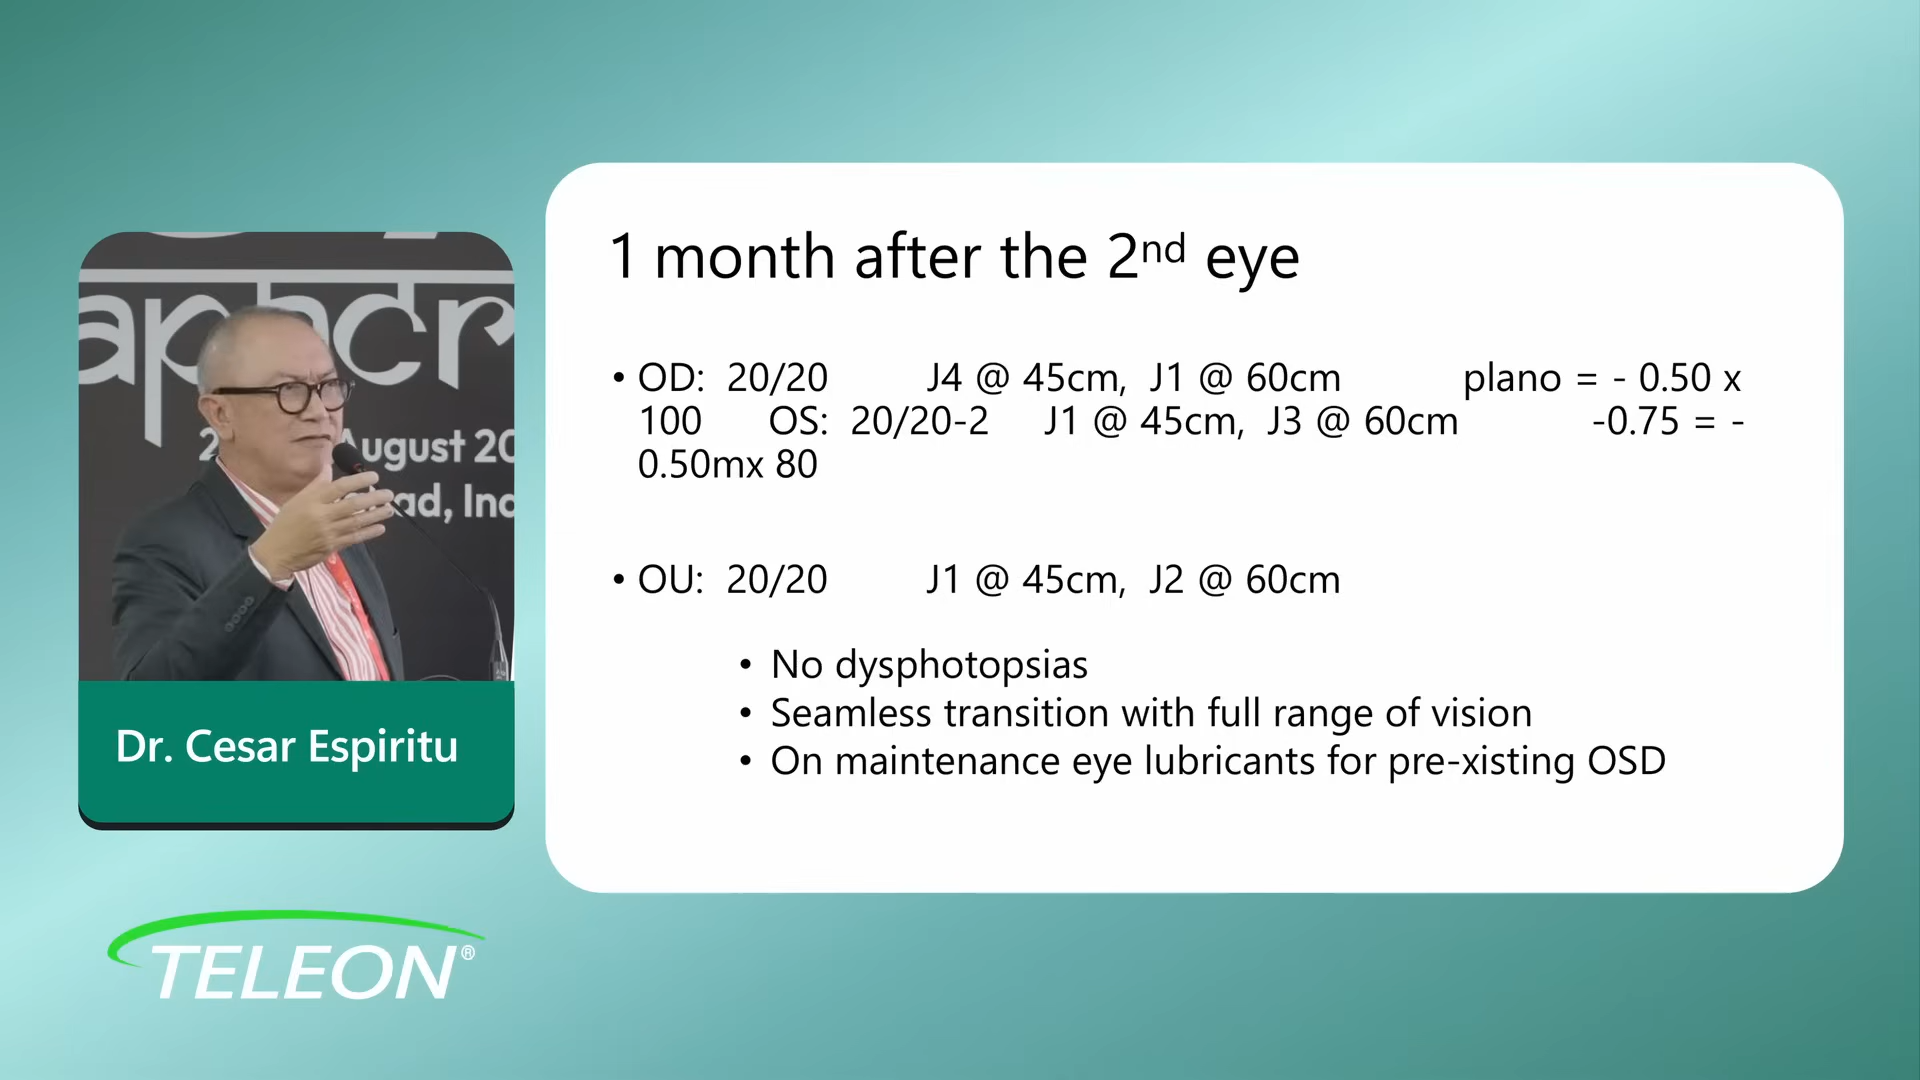 apacr
August 20
ad, Ind
Dr. Cesar Espiritu
TELEON®
1 month after the 2nd eye
• OD: 20/20 J4 @ 45cm, J1 @ 60cm plano = - 0.50 x
100 OS: 20/20-2 J1 @ 45cm, J3 @ 60cm -0.75 = -
0.50mx 80
• OU: 20/20 J1 @ 45cm, J2 @ 60cm
• No dysphotopsias
• Seamless transition with full range of vision
• On maintenance eye lubricants for pre-xisting OSD